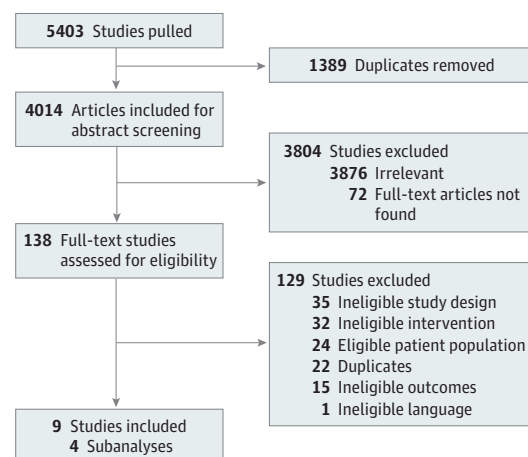 5403 Studies pulled
1389 Duplicates removed
4014 Articles included for
abstract screening
3804 Studies excluded
3876 Irrelevant
72 Full-text articles not
found
138 Full-text studies
assessed for eligibility
129 Studies excluded
35 Ineligible study design
32 Ineligible intervention
24 Eligible patient population
22 Duplicates
15 Ineligible outcomes
1 Ineligible language
9 Studies included
4 Subanalyses